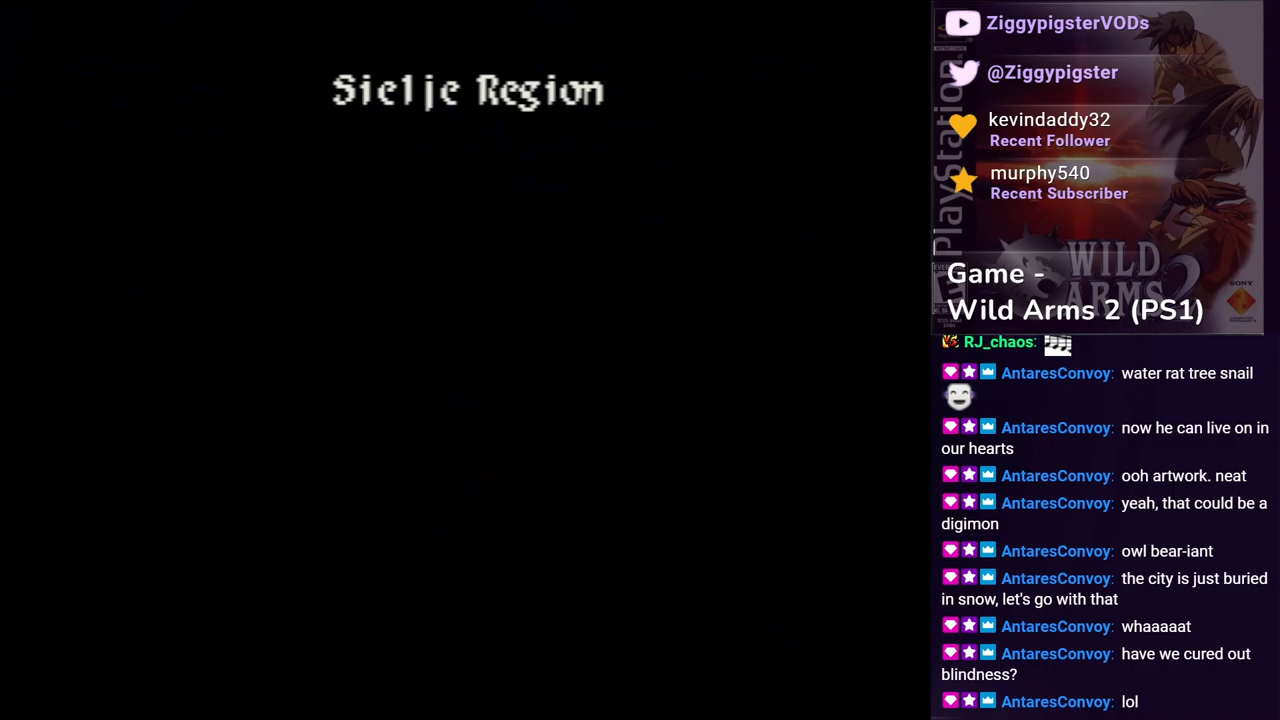 Sielje Region
ZiggypigsterVODs
@Ziggypigster
kevindaddy32
Recent Follower
murphy540
Recent Subscriber
PlayStation
WILD
ARMS 2
SONY
Game -
Wild Arms 2 (PS1)
RJ_chaos:
AntaresConvoy: water rat tree snail
AntaresConvoy: now he can live on in
our hearts
AntaresConvoy: ooh artwork. neat
AntaresConvoy: yeah, that could be a
digimon
AntaresConvoy: owl bear-iant
AntaresConvoy: the city is just buried
in snow, let's go with that
AntaresConvoy: whaaaaat
AntaresConvoy: have we cured out
blindness?
AntaresConvoy: lol